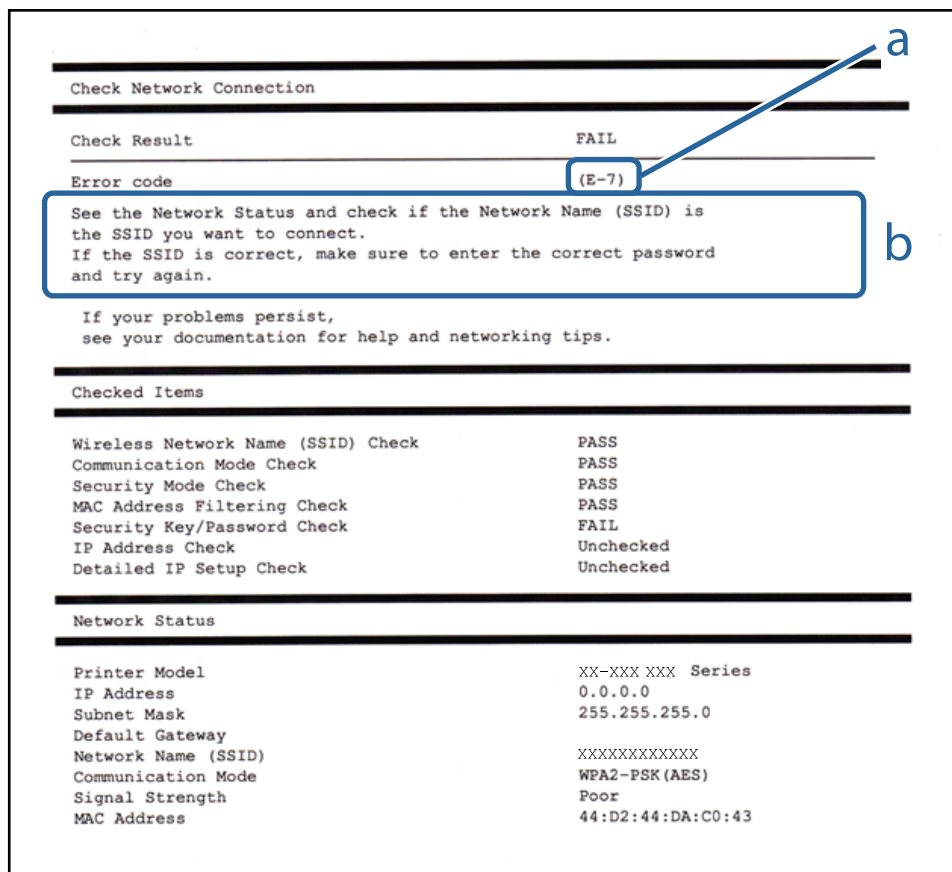 a
Check Network Connection
Check Result FAIL
Error code (E-7)
See the Network Status and check if the Network Name (SSID) is
the SSID you want to connect.
If the SSID is correct, make sure to enter the correct password
and try again.
b
If your problems persist,
see your documentation for help and networking tips.
Checked Items
Wireless Network Name (SSID) Check PASS
Communication Mode Check PASS
Security Mode Check PASS
MAC Address Filtering Check PASS
Security Key/Password Check FAIL
IP Address Check Unchecked
Detailed IP Setup Check Unchecked
Network Status
Printer Model XX-XXX XXX Series
IP Address 0.0.0.0
Subnet Mask 255.255.255.0
Default Gateway
Network Name (SSID) XXXXXXXXXXXX
Communication Mode WPA2-PSK(AES)
Signal Strength Poor
MAC Address 44:D2:44:DA:C0:43